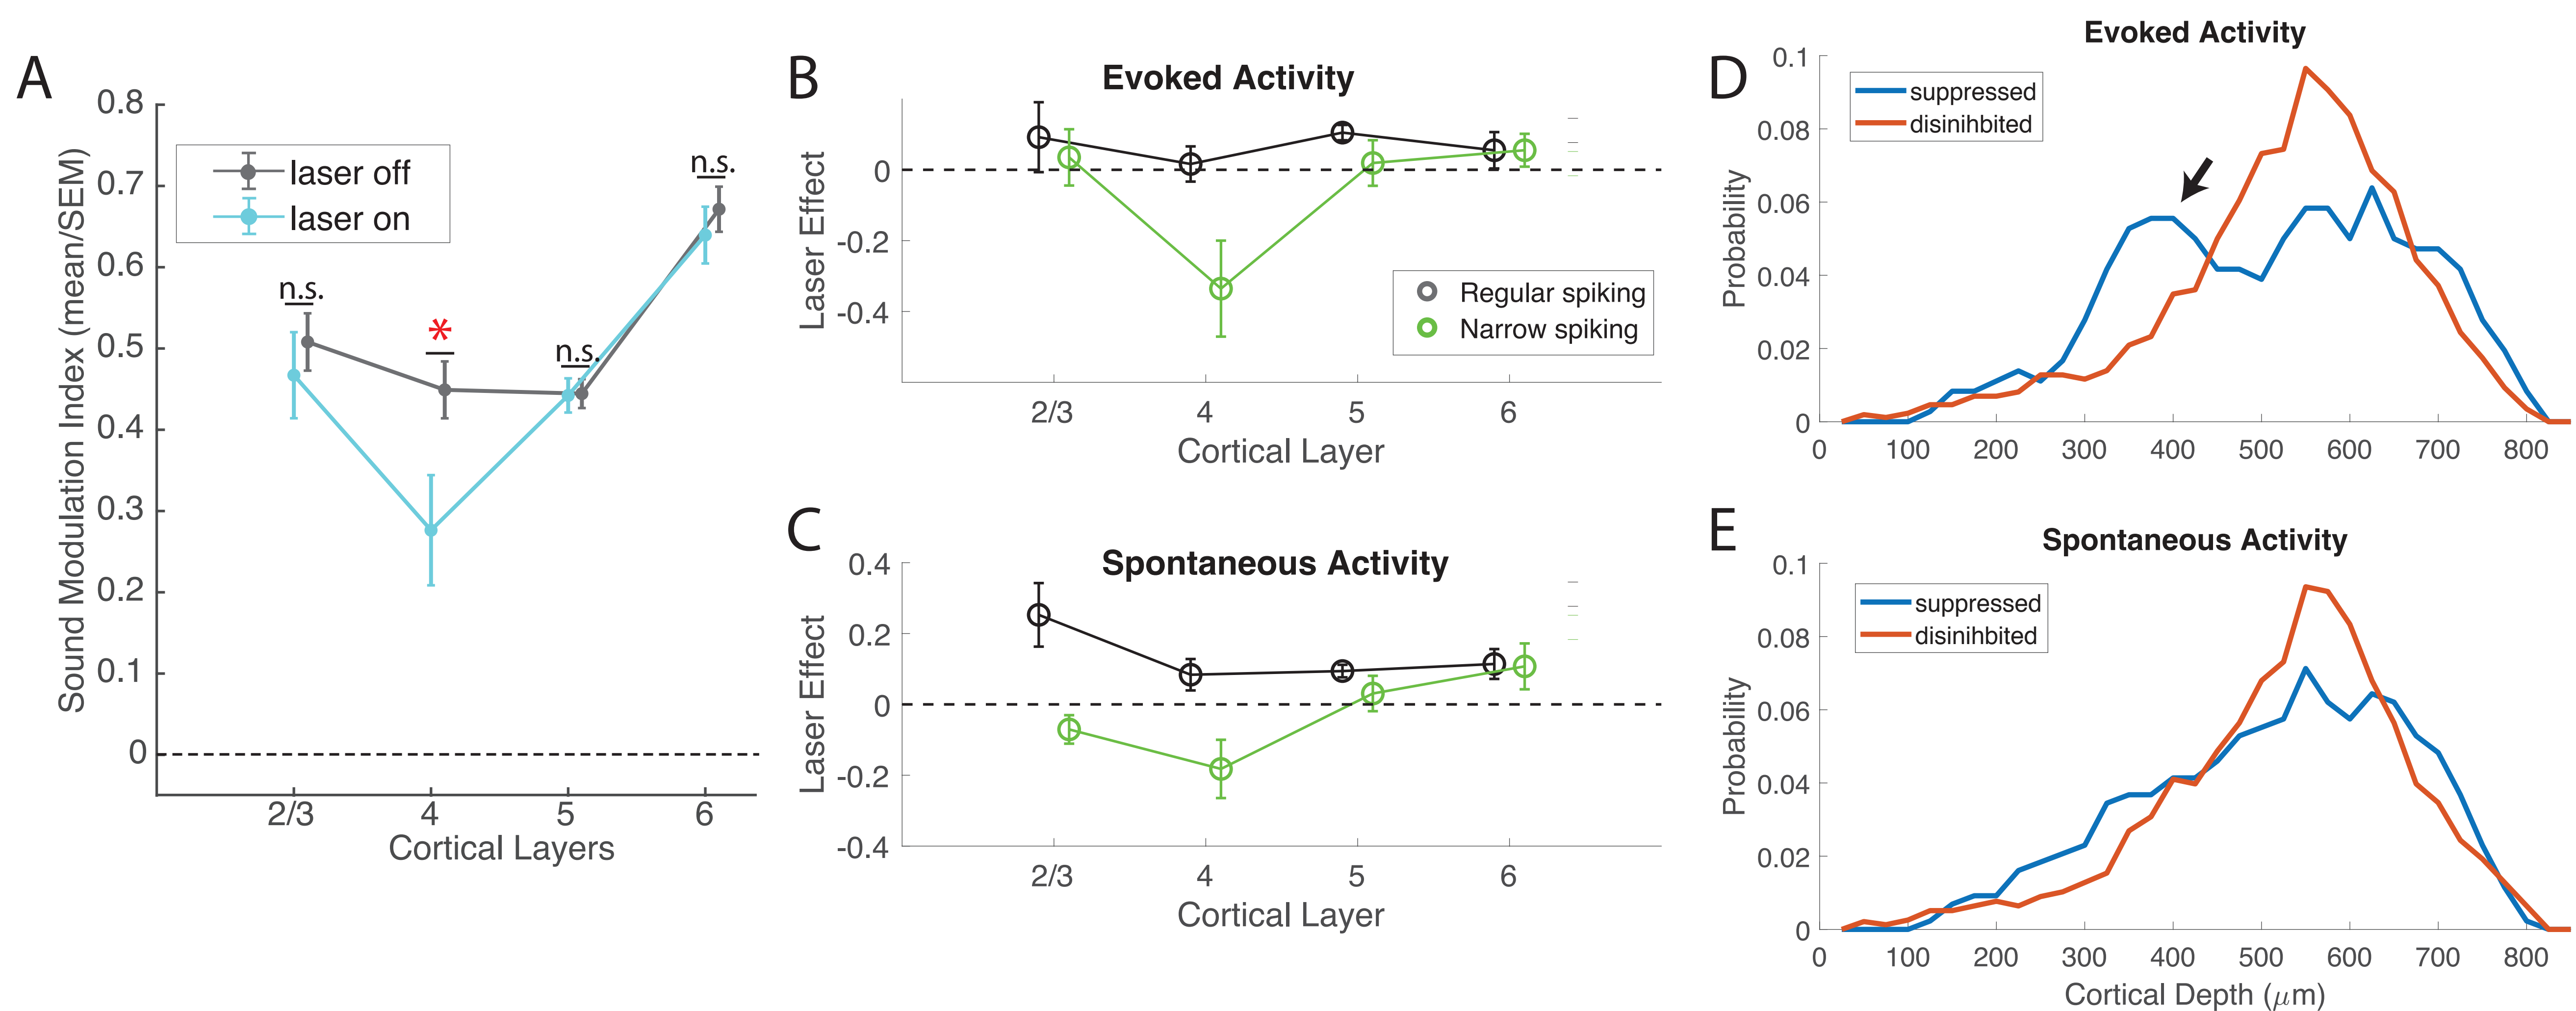 A
0.8
0.7
0.6
0.5
0.4
0.3
0.2
0.1
0
Sound Modulation Index (mean/SEM)
laser off
laser on
n.s.
*
n.s.
n.s.
2/3 4 5 6
Cortical Layers
B
Evoked Activity
0
-0.2
-0.4
Laser Effect
Regular spiking
Narrow spiking
2/3 4 5 6
Cortical Layer
C
Spontaneous Activity
0.4
0.2
0
-0.2
-0.4
Laser Effect
2/3 4 5 6
Cortical Layer
D
Evoked Activity
0.1
0.08
0.06
0.04
0.02
0
Probability
suppressed
disinihbited
0 100 200 300 400 500 600 700 800
E
Spontaneous Activity
0.1
0.08
0.06
0.04
0.02
0
Probability
suppressed
disinihbited
0 100 200 300 400 500 600 700 800
Cortical Depth (μm)